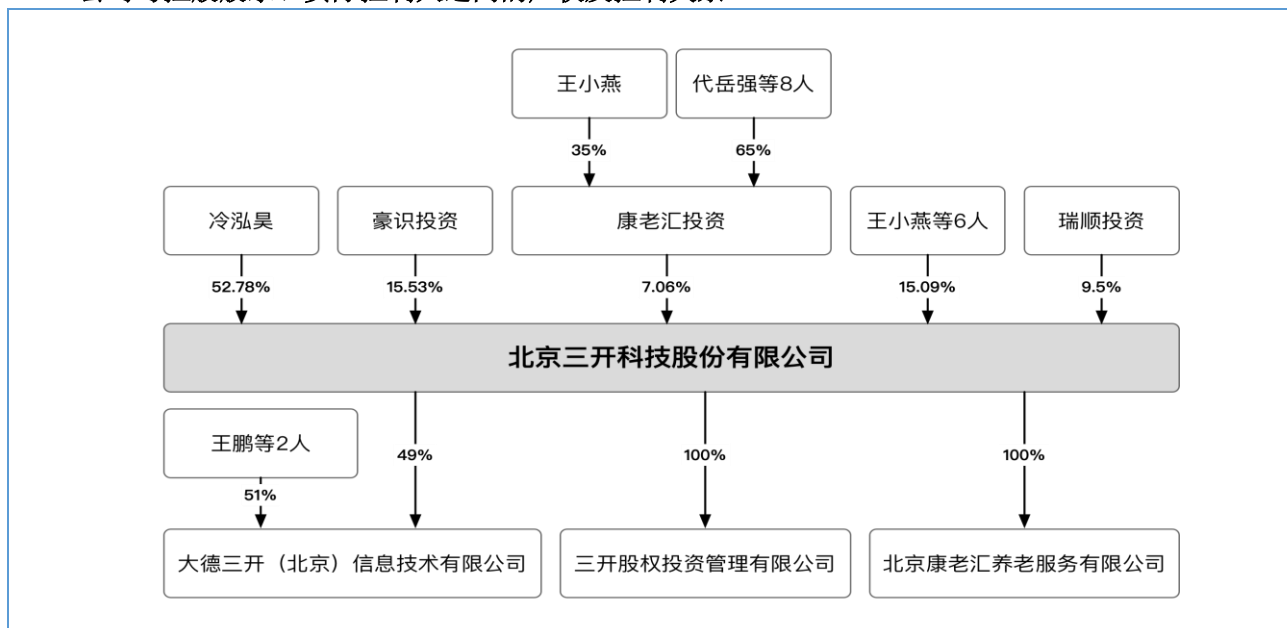 王小燕
代岳强等8人
35%
65%
冷泓昊
豪识投资
康老汇投资
王小燕等6人
瑞顺投资
52.78%
15.53%
7.06%
15.09%
9.5%
北京三开科技股份有限公司
王鹏等2人
49%
100%
100%
51%
大德三开（北京）信息技术有限公司
三开股权投资管理有限公司
北京康老汇养老服务有限公司